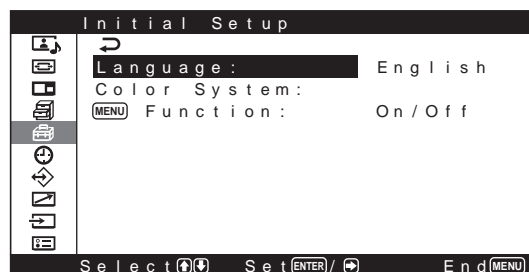 Initial Setup
Language: English
Color System:
MENU Function: On/Off
Select Set ENTER / End MENU